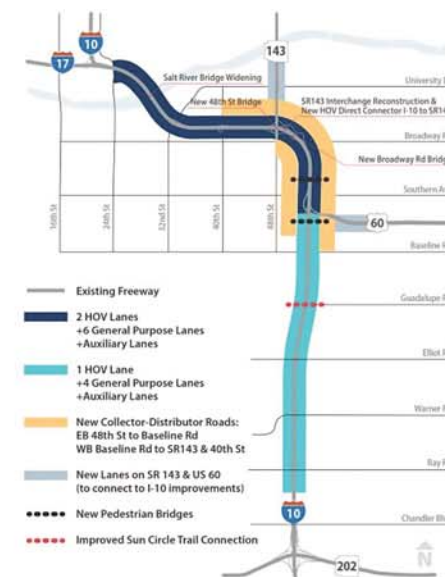 10
17
143
Salt River Bridge Widening
University D
New 48th St Bridge
SR143 Interchange Reconstruction &
New HOV Direct Connector I-10 to SR14
Broadway R
New Broadway Rd Bridg
Southern Av
16th St
24th St
32nd St
40th St
48th St
60
Baseline R
Existing Freeway
2 HOV Lanes
+6 General Purpose Lanes
+Auxiliary Lanes
Guadalupe R
1 HOV Lane
+4 General Purpose Lanes
+Auxiliary Lanes
Elliot R
New Collector-Distributor Roads:
EB 48th St to Baseline Rd
WB Baseline Rd to SR143 & 40th St
Warner R
New Lanes on SR 143 & US 60
(to connect to I-10 improvements)
Ray R
New Pedestrian Bridges
10
Chandler Blv
Improved Sun Circle Trail Connection
202
N